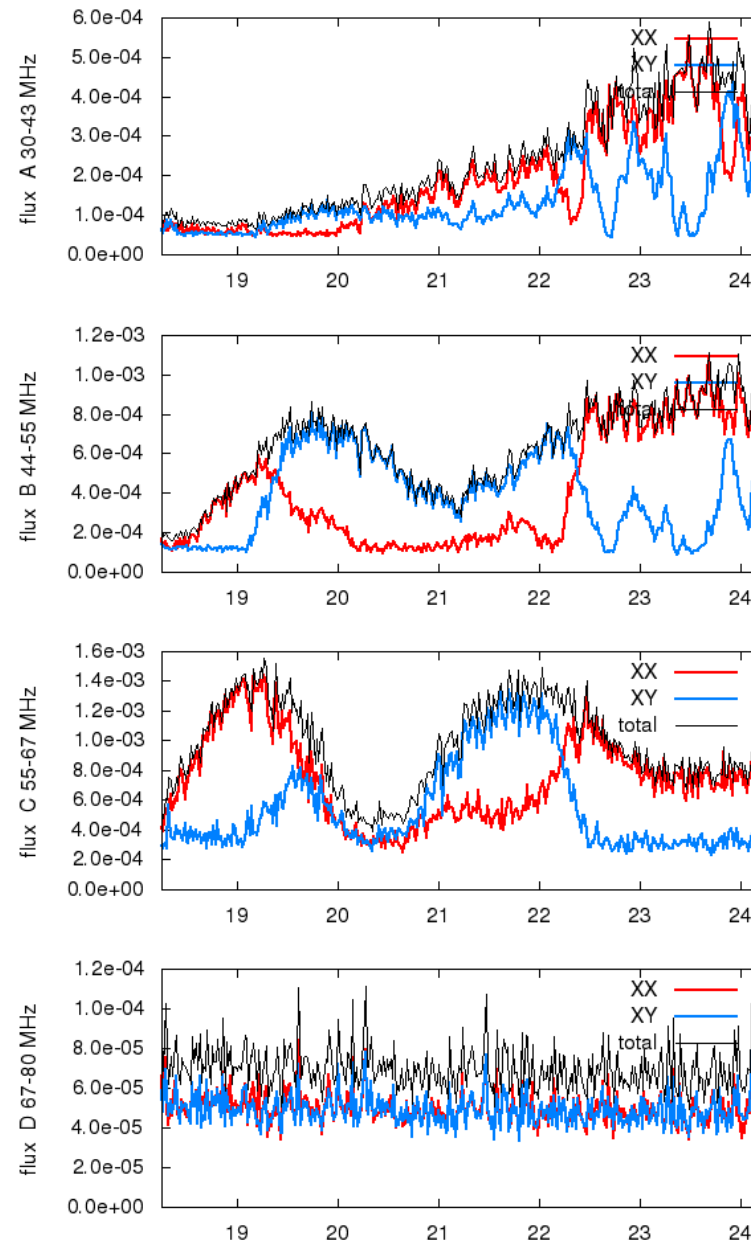 flux A 30-43 MHz
6.0e-04
5.0e-04
4.0e-04
3.0e-04
2.0e-04
1.0e-04
0.0e+00
XX
XY
total
19 20 21 22 23 24
flux B 44-55 MHz
1.2e-03
1.0e-03
8.0e-04
6.0e-04
4.0e-04
2.0e-04
0.0e+00
XX
XY
total
19 20 21 22 23 24
flux C 55-67 MHz
1.6e-03
1.4e-03
1.2e-03
1.0e-03
8.0e-04
6.0e-04
4.0e-04
2.0e-04
0.0e+00
XX
XY
total
19 20 21 22 23 24
flux D 67-80 MHz
1.2e-04
1.0e-04
8.0e-05
6.0e-05
4.0e-05
2.0e-05
0.0e+00
XX
XY
total
19 20 21 22 23 24